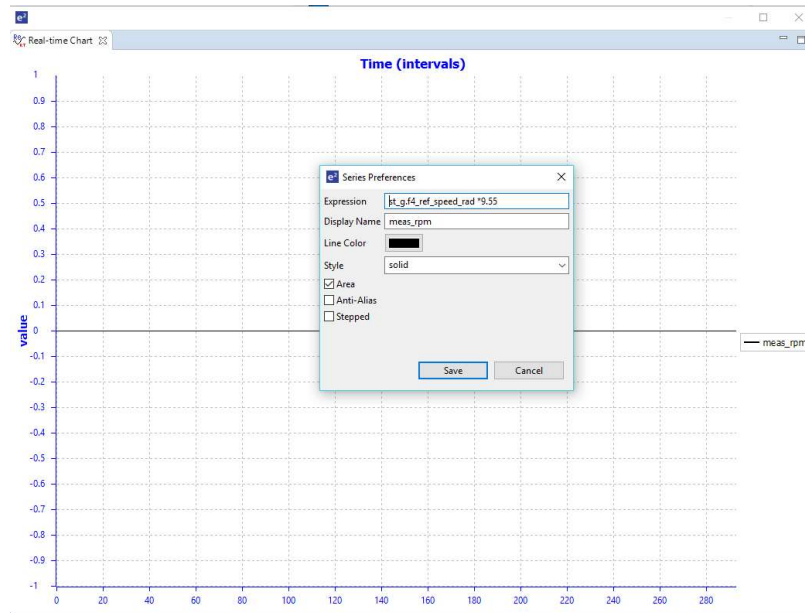 e²
Real-time Chart
Time (intervals)
1
0.9
0.8
0.7
0.6
0.5
0.4
0.3
0.2
0.1
0
-0.1
-0.2
-0.3
-0.4
-0.5
-0.6
-0.7
-0.8
-0.9
-1
value
0 20 40 60 80 100 120 140 160 180 200 220 240 260 280
meas_rpm
e² Series Preferences
Expression st_g.f4_ref_speed_rad *9.55
Display Name meas_rpm
Line Color
Style solid
Area
Anti-Alias
Stepped
Save Cancel